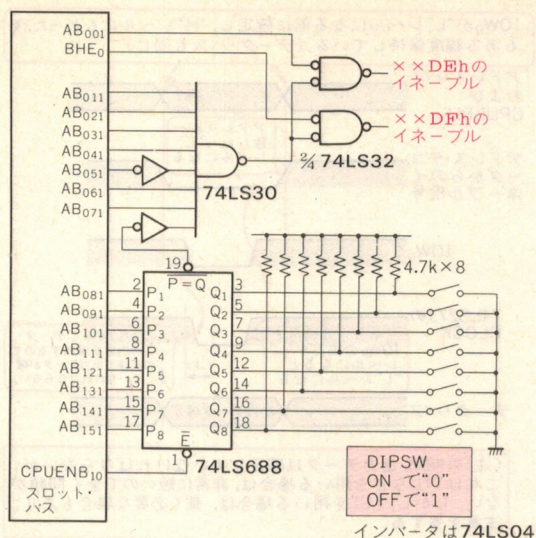 AB001
BHE0
AB011
AB021
AB031
AB041
AB051
AB061
AB071
××DEhの
イネーブル
××DFhの
イネーブル
2/4 74LS32
74LS30
19
P=Q
4.7k×8
AB081 2 P1 Q1 3
AB091 4 P2 Q2 5
AB101 6 P3 Q3 7
AB111 8 P4 Q4 9
AB121 11 P5 Q5 12
AB131 13 P6 Q6 14
AB141 15 P7 Q7 16
AB151 17 P8 Q8 18
E
1
74LS688
CPUENB10
スロット・
バス
DIPSW
ON で"0"
OFFで"1"
インバータは74LS04